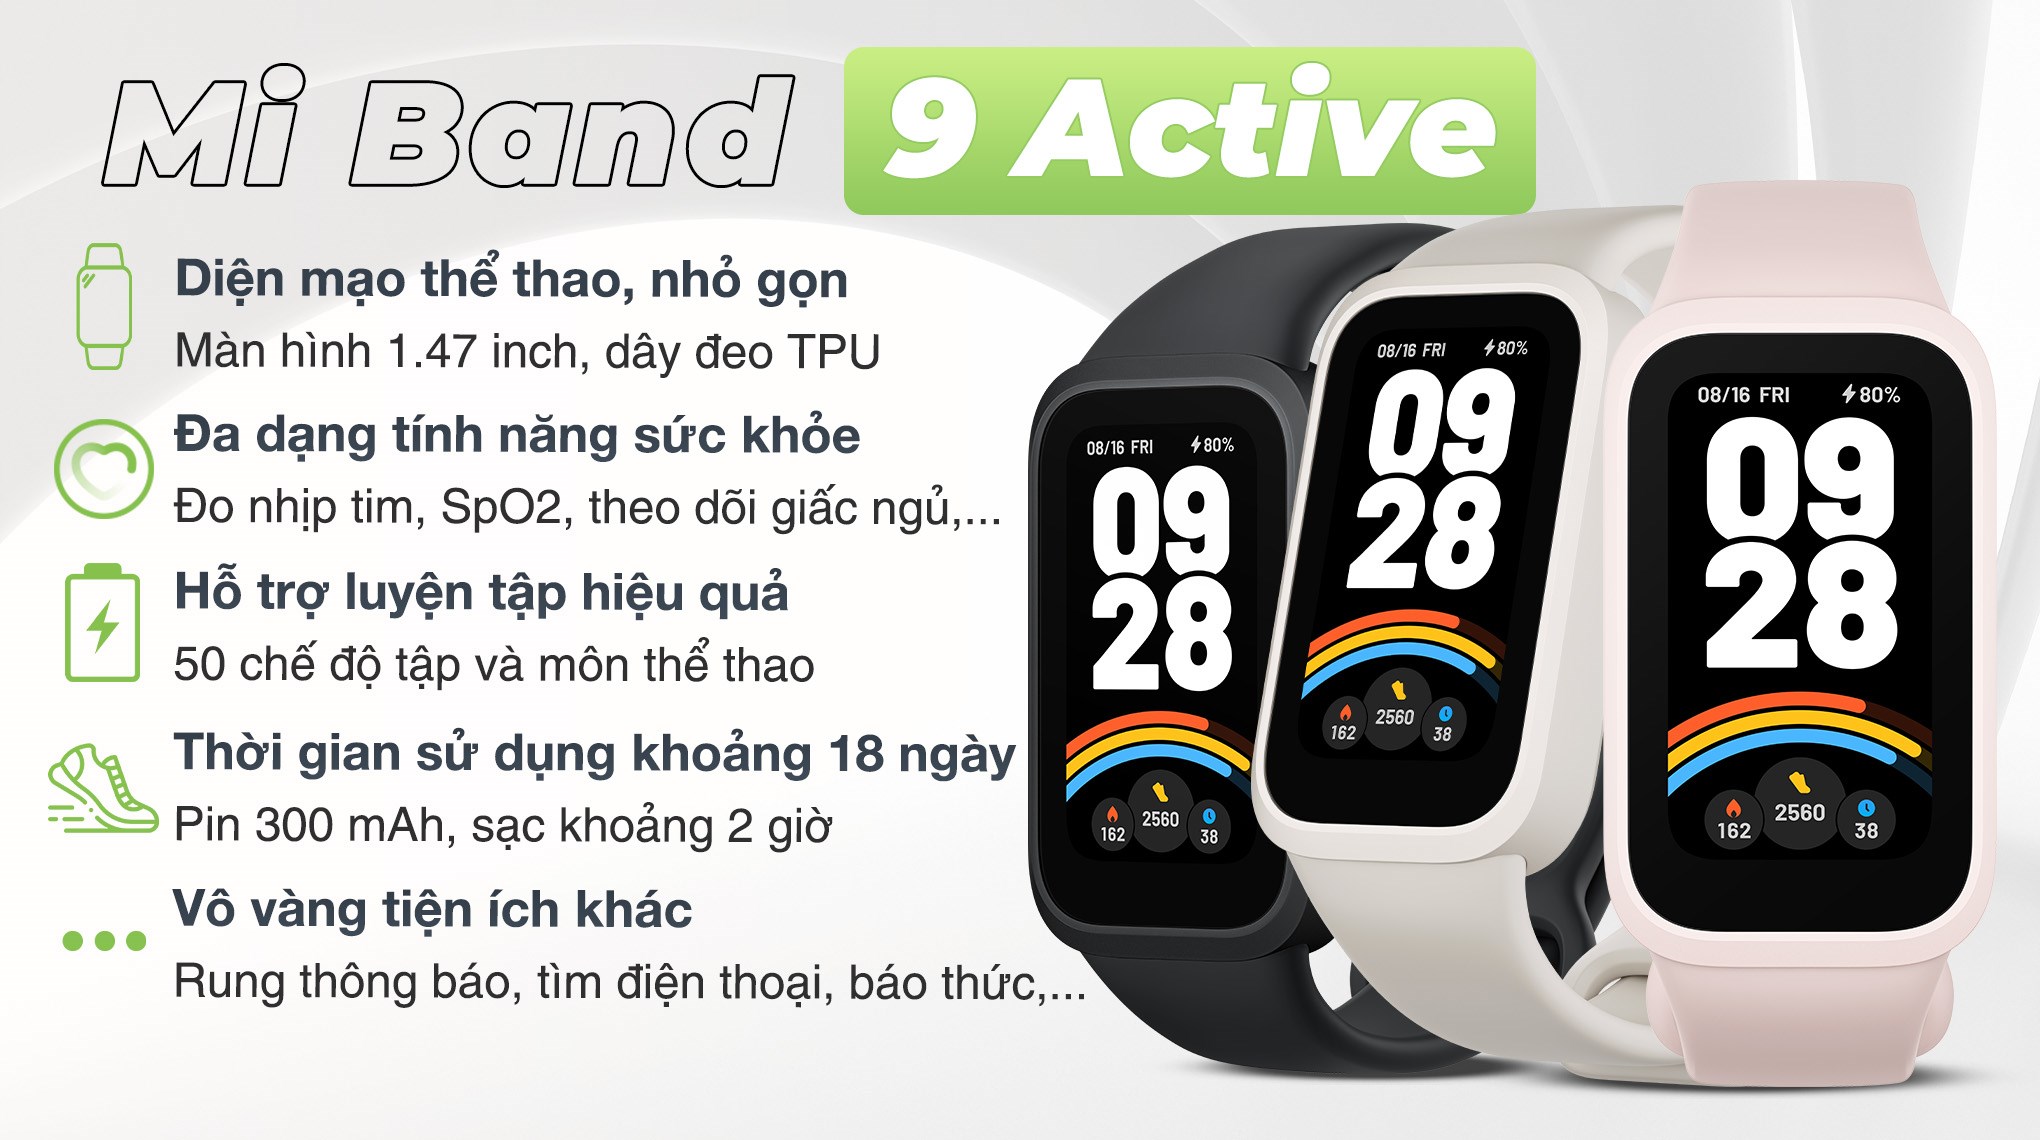 Mi Band 9 Active
Diện mạo thể thao, nhỏ gọn
Màn hình 1.47 inch, dây đeo TPU
Đa dạng tính năng sức khỏe
Đo nhịp tim, SpO2, theo dõi giấc ngủ,...
Hỗ trợ luyện tập hiệu quả
50 chế độ tập và môn thể thao
Thời gian sử dụng khoảng 18 ngày
Pin 300 mAh, sạc khoảng 2 giờ
Vô vàng tiện ích khác
Rung thông báo, tìm điện thoại, báo thức,...
08/16 FRI 80%
09
28
162 2560 38
08/16 FRI 80%
09
28
162 2560 38
08/16 FRI 80%
09
28
162 2560 38